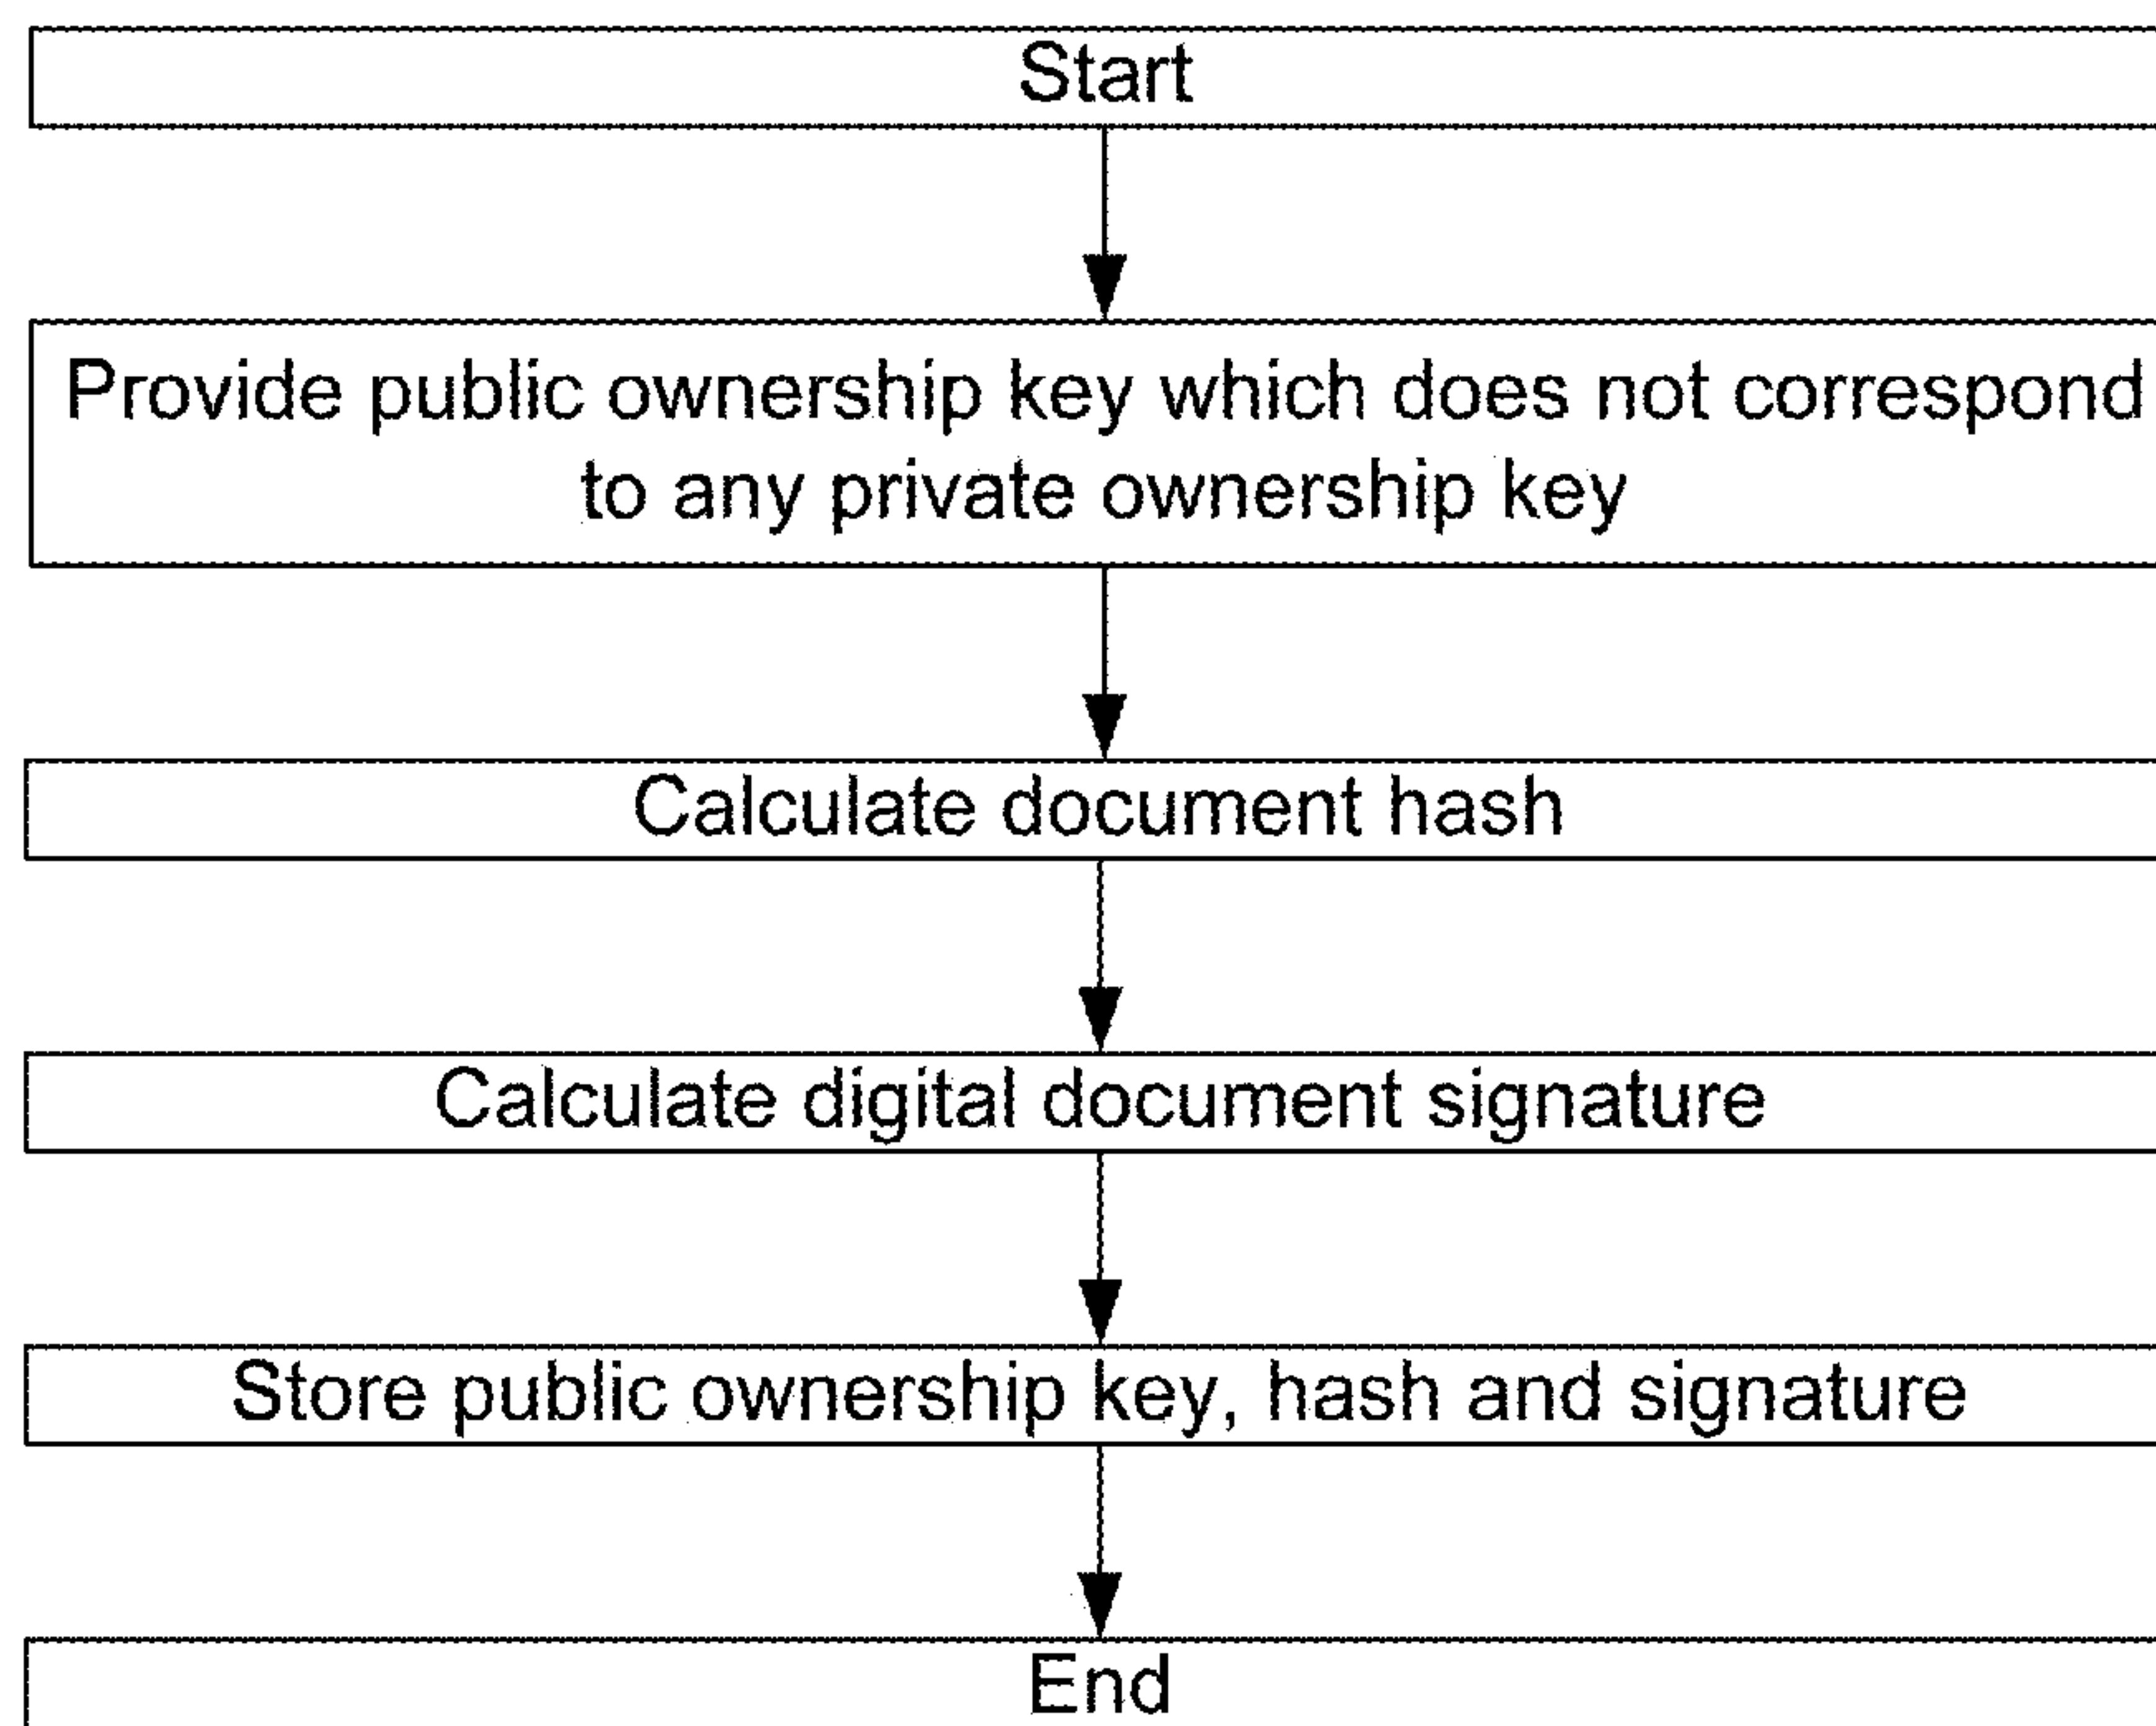 Start
Provide public ownership key which does not correspond
to any private ownership key
Calculate document hash
Calculate digital document signature
Store public ownership key, hash and signature
End